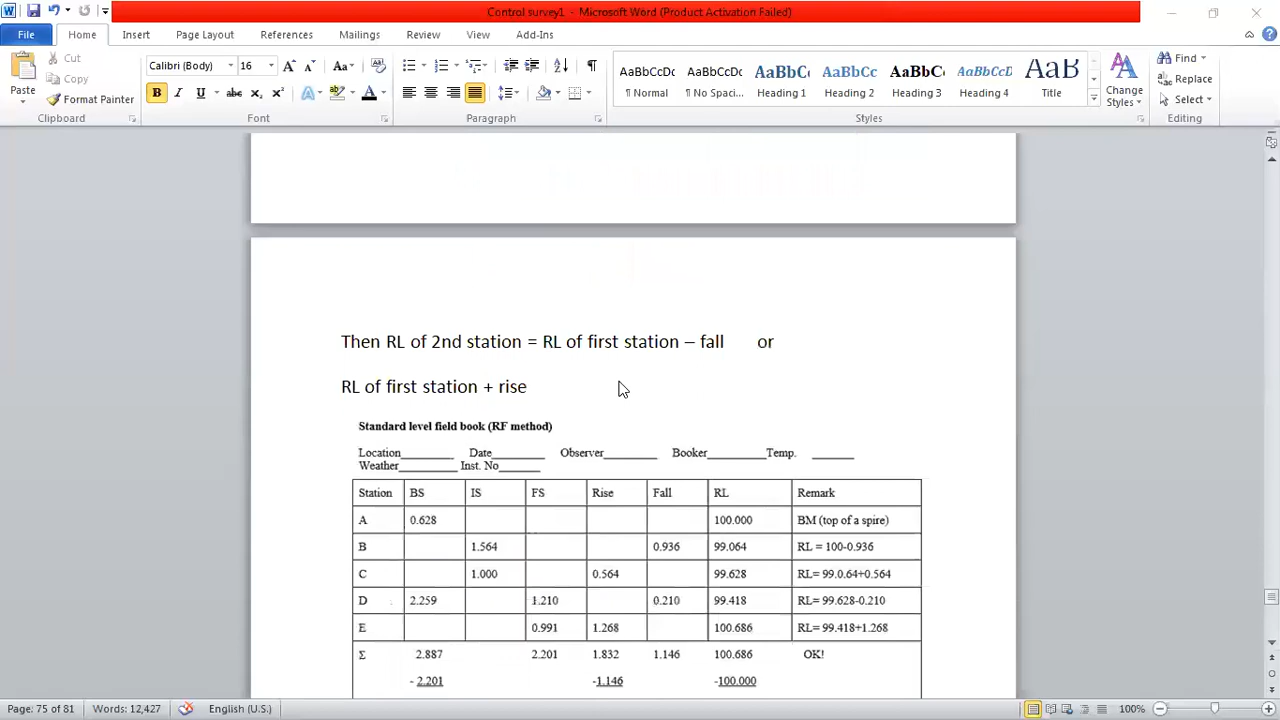 Control survey1 - Microsoft Word (Product Activation Failed)
File Home Insert Page Layout References Mailings Review View Add-Ins
Paste Cut Copy Format Painter
Calibri (Body) 16
AaBbCcDc AaBbCcDc AaBbC AaBbCc AaBbCc AaBbCcI AaB
¶ Normal ¶ No Spaci... Heading 1 Heading 2 Heading 3 Heading 4 Title
Change Styles
Find Replace Select
Clipboard Font Paragraph Styles Editing
Then RL of 2nd station = RL of first station – fall or
RL of first station + rise
Standard level field book (RF method)
Location_________ Date_________ Observer_________ Booker__________Temp. _______
Weather__________ Inst. No_______
Station BS IS FS Rise Fall RL Remark
A 0.628 100.000 BM (top of a spire)
B 1.564 0.936 99.064 RL = 100-0.936
C 1.000 0.564 99.628 RL= 99.0.64+0.564
D 2.259 1.210 0.210 99.418 RL= 99.628-0.210
E 0.991 1.268 100.686 RL= 99.418+1.268
Σ 2.887 2.201 1.832 1.146 100.686 OK!
- 2.201 -1.146 -100.000
Page: 75 of 81 Words: 12,427 English (U.S.) 100%